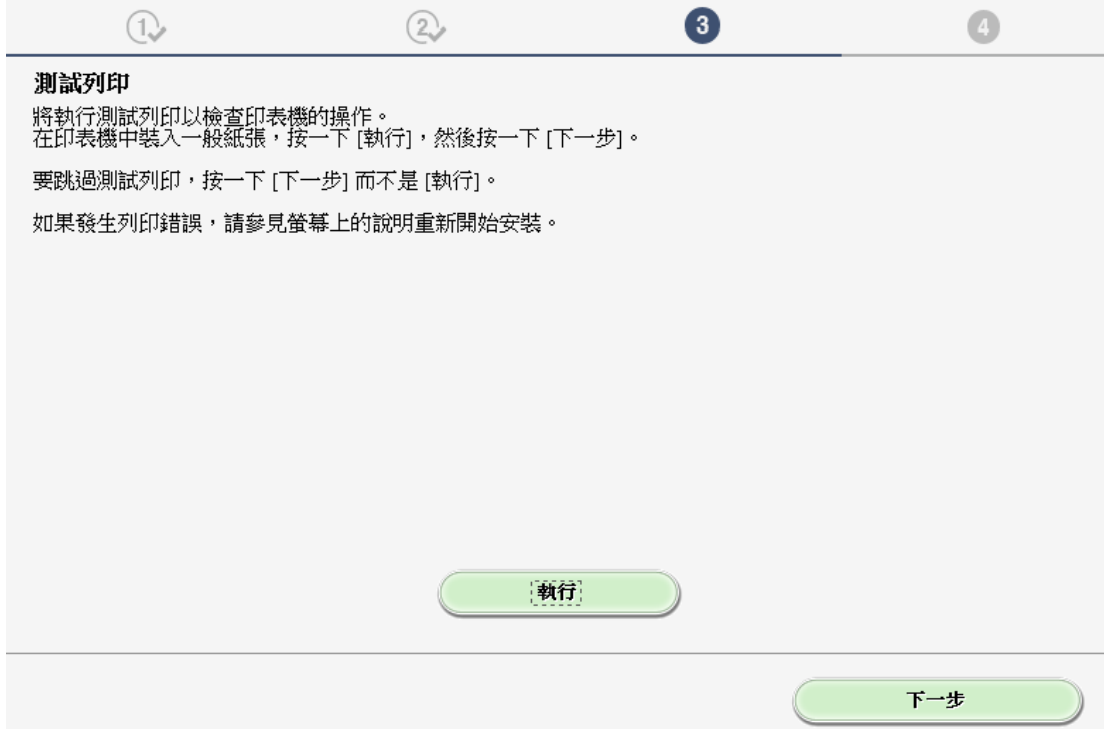 1
2
3
4
測試列印
將執行測試列印以檢查印表機的操作。
在印表機中裝入一般紙張，按一下 [執行]，然後按一下 [下一步]。
要跳過測試列印，按一下 [下一步] 而不是 [執行]。
如果發生列印錯誤，請參見螢幕上的說明重新開始安裝。
執行
下一步